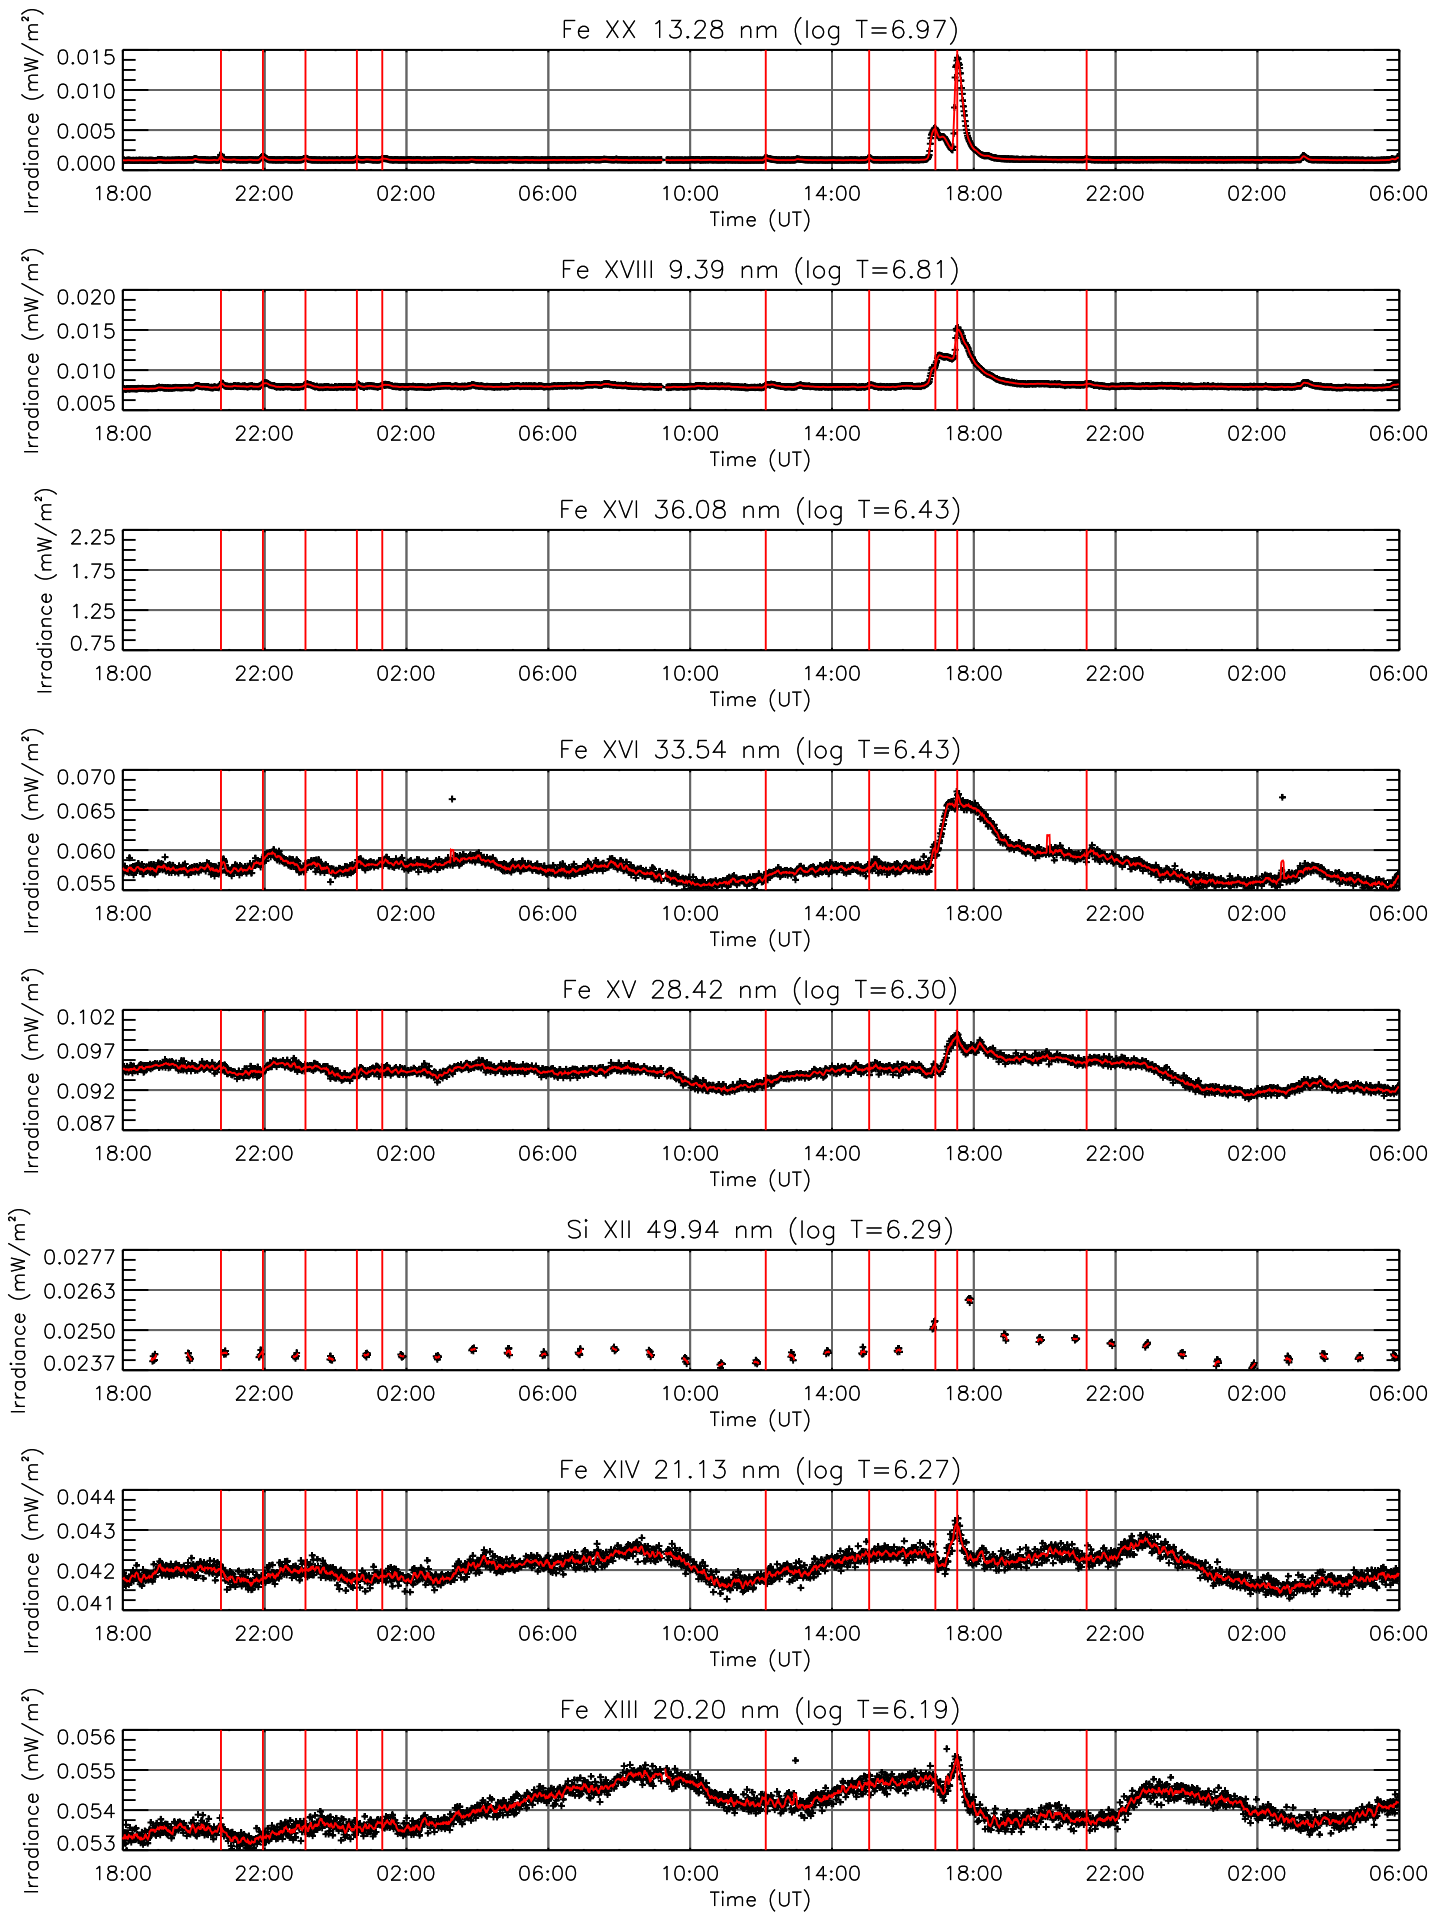 Fe XX 13.28 nm (log T=6.97)
Irradiance (mW/m²)
0.015
0.010
0.005
0.000
18:00 22:00 02:00 06:00 10:00 14:00 18:00 22:00 02:00 06:00
Time (UT)
Fe XVIII 9.39 nm (log T=6.81)
Irradiance (mW/m²)
0.020
0.015
0.010
0.005
18:00 22:00 02:00 06:00 10:00 14:00 18:00 22:00 02:00 06:00
Time (UT)
Fe XVI 36.08 nm (log T=6.43)
Irradiance (mW/m²)
2.25
1.75
1.25
0.75
18:00 22:00 02:00 06:00 10:00 14:00 18:00 22:00 02:00 06:00
Time (UT)
Fe XVI 33.54 nm (log T=6.43)
Irradiance (mW/m²)
0.070
0.065
0.060
0.055
18:00 22:00 02:00 06:00 10:00 14:00 18:00 22:00 02:00 06:00
Time (UT)
Fe XV 28.42 nm (log T=6.30)
Irradiance (mW/m²)
0.102
0.097
0.092
0.087
18:00 22:00 02:00 06:00 10:00 14:00 18:00 22:00 02:00 06:00
Time (UT)
Si XII 49.94 nm (log T=6.29)
Irradiance (mW/m²)
0.0277
0.0263
0.0250
0.0237
18:00 22:00 02:00 06:00 10:00 14:00 18:00 22:00 02:00 06:00
Time (UT)
Fe XIV 21.13 nm (log T=6.27)
Irradiance (mW/m²)
0.044
0.043
0.042
0.041
18:00 22:00 02:00 06:00 10:00 14:00 18:00 22:00 02:00 06:00
Time (UT)
Fe XIII 20.20 nm (log T=6.19)
Irradiance (mW/m²)
0.056
0.055
0.054
0.053
18:00 22:00 02:00 06:00 10:00 14:00 18:00 22:00 02:00 06:00
Time (UT)